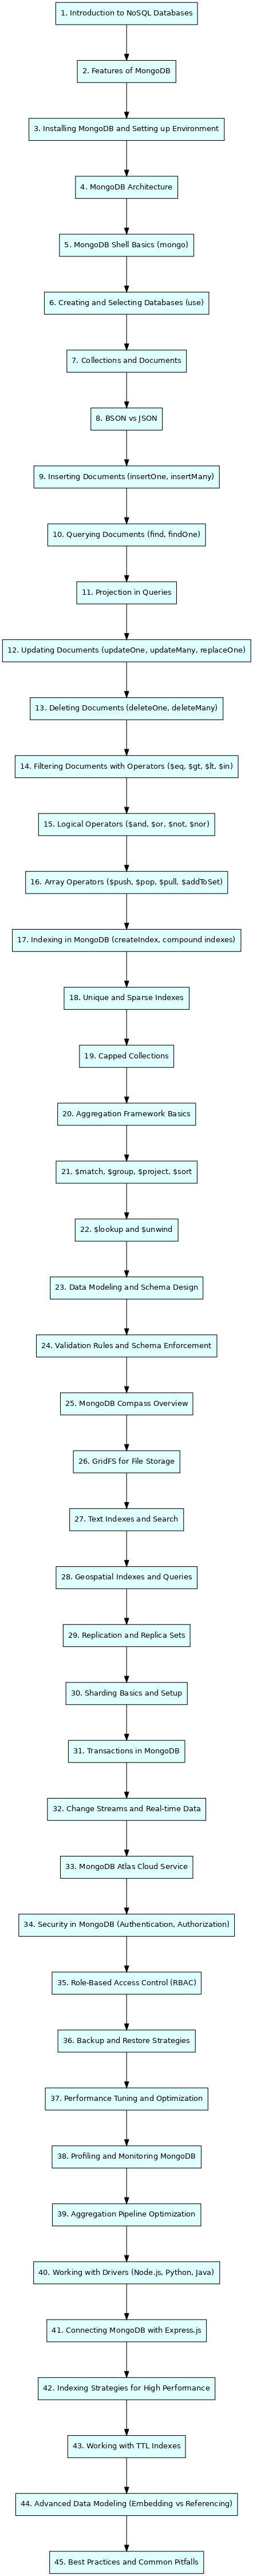 1. Introduction to NoSQL Databases
2. Features of MongoDB
3. Installing MongoDB and Setting up Environment
4. MongoDB Architecture
5. MongoDB Shell Basics (mongo)
6. Creating and Selecting Databases (use)
7. Collections and Documents
8. BSON vs JSON
9. Inserting Documents (insertOne, insertMany)
10. Querying Documents (find, findOne)
11. Projection in Queries
12. Updating Documents (updateOne, updateMany, replaceOne)
13. Deleting Documents (deleteOne, deleteMany)
14. Filtering Documents with Operators ($eq, $gt, $lt, $in)
15. Logical Operators ($and, $or, $not, $nor)
16. Array Operators ($push, $pop, $pull, $addToSet)
17. Indexing in MongoDB (createIndex, compound indexes)
18. Unique and Sparse Indexes
19. Capped Collections
20. Aggregation Framework Basics
21. $match, $group, $project, $sort
22. $lookup and $unwind
23. Data Modeling and Schema Design
24. Validation Rules and Schema Enforcement
25. MongoDB Compass Overview
26. GridFS for File Storage
27. Text Indexes and Search
28. Geospatial Indexes and Queries
29. Replication and Replica Sets
30. Sharding Basics and Setup
31. Transactions in MongoDB
32. Change Streams and Real-time Data
33. MongoDB Atlas Cloud Service
34. Security in MongoDB (Authentication, Authorization)
35. Role-Based Access Control (RBAC)
36. Backup and Restore Strategies
37. Performance Tuning and Optimization
38. Profiling and Monitoring MongoDB
39. Aggregation Pipeline Optimization
40. Working with Drivers (Node.js, Python, Java)
41. Connecting MongoDB with Express.js
42. Indexing Strategies for High Performance
43. Working with TTL Indexes
44. Advanced Data Modeling (Embedding vs Referencing)
45. Best Practices and Common Pitfalls